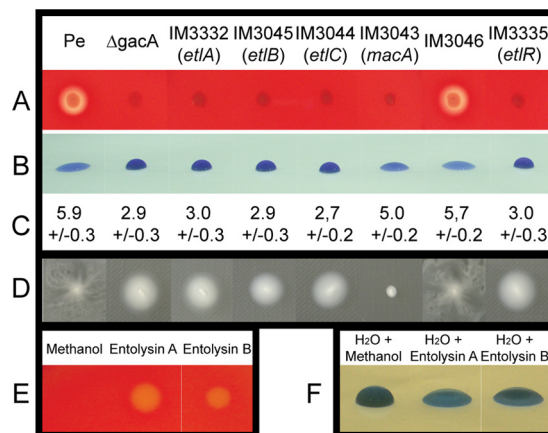 Pe ΔgacA IM3332 IM3045 IM3044 IM3043 IM3046 IM3335
(etlA) (etlB) (etlC) (macA) (etlR)
A
B
C 5.9 2.9 3.0 2.9 2,7 5.0 5,7 3.0
+/-0.3 +/-0.3 +/-0.3 +/-0.3 +/-0.2 +/-0.2 +/-0.2 +/-0.3
D
E Methanol Entolysin A Entolysin B
F H2O + H2O + H2O +
Methanol Entolysin A Entolysin B